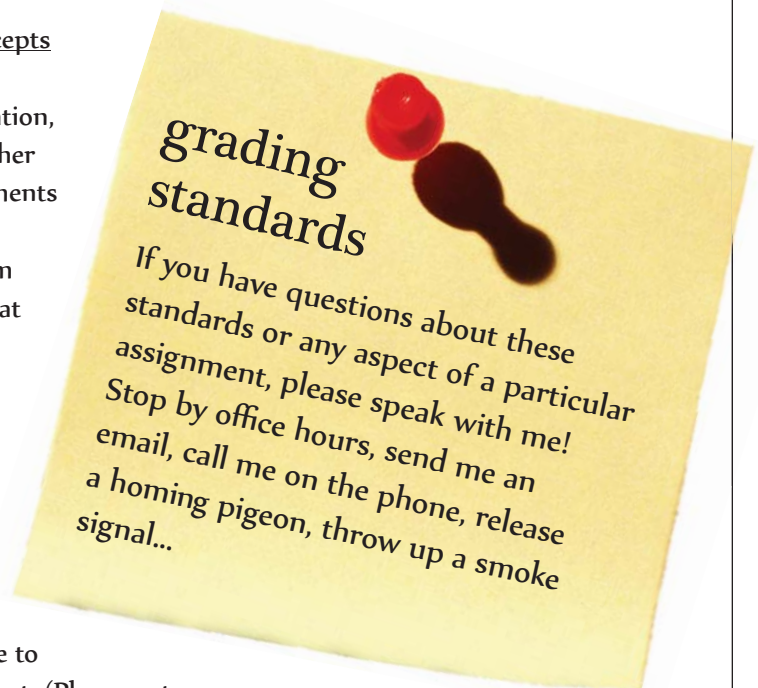 grading
standards
If you have questions about these
standards or any aspect of a particular
assignment, please speak with me!
Stop by office hours, send me an
email, call me on the phone, release
a homing pigeon, throw up a smoke
signal...